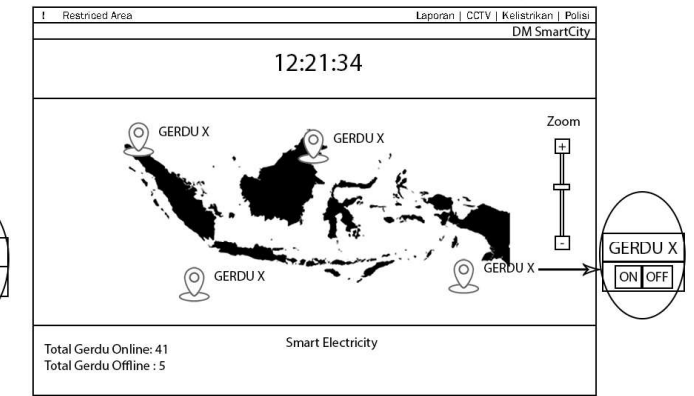 ! Restriced Area
Laporan | CCTV | Kelistrikan | Polisi
DM SmartCity
12:21:34
GERDU X
GERDU X
Zoom
+
-
GERDU X
GERDU X
GERDU X
ON OFF
Smart Electricity
Total Gerdu Online: 41
Total Gerdu Offline : 5